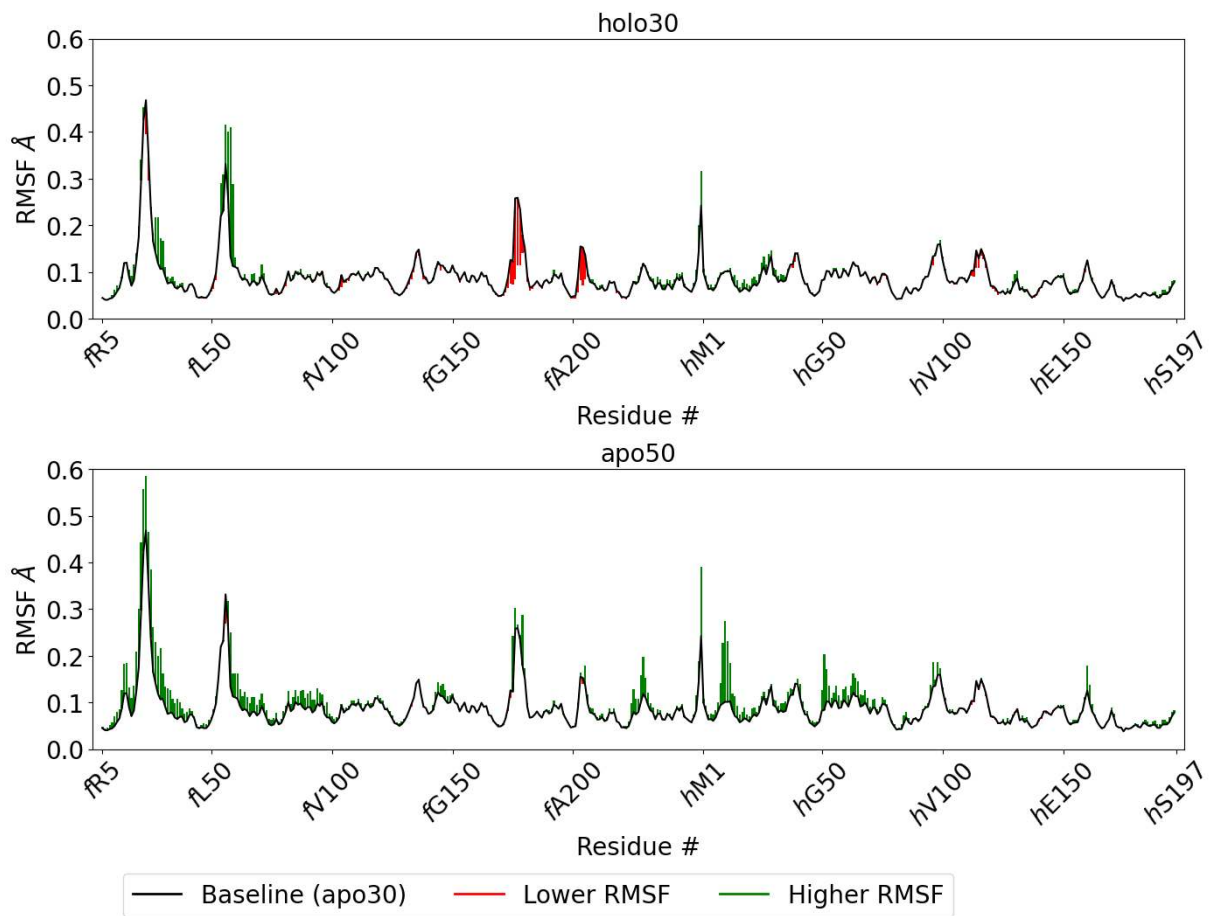 holo30
0.6
0.5
0.4
0.3
0.2
0.1
0.0
RMSF Å
fR5
fL50
fV100
fG150
fA200
hM1
hG50
hV100
hE150
hS197
Residue #
apo50
0.6
0.5
0.4
0.3
0.2
0.1
0.0
RMSF Å
fR5
fL50
fV100
fG150
fA200
hM1
hG50
hV100
hE150
hS197
Residue #
Baseline (apo30) Lower RMSF Higher RMSF